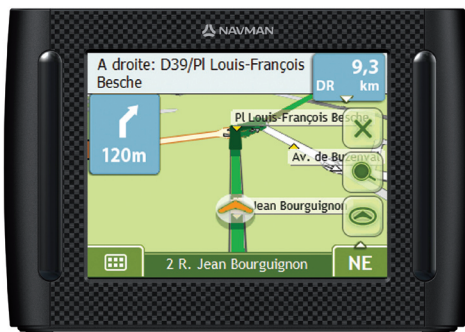 NAVMAN
A droite: D39/Pl Louis-François
Besche
9,3
DR km
120m
Pl Louis-François Besche
Av. de Buzenval
Jean Bourguignon
2 R. Jean Bourguignon
NE